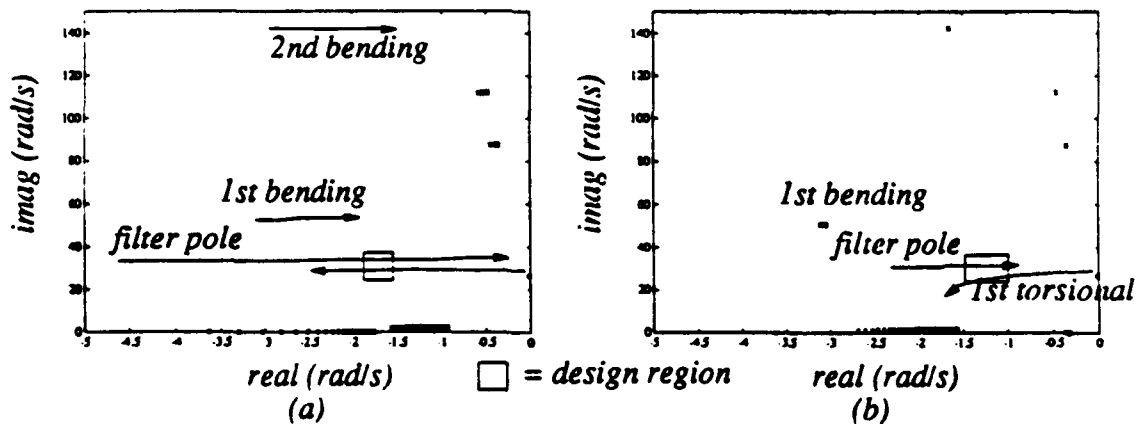 140
120
100
80
60
40
20
0
imag (rad/s)
2nd bending
1st bending
filter pole
-5 -4.5 -4 -3.5 -3 -2.5 -2 -1.5 -1 -0.5 0
real (rad/s)
(a)
140
120
100
80
60
40
20
0
imag (rad/s)
1st bending
filter pole
1st torsional
-5 -4.5 -4 -3.5 -3 -2.5 -2 -1.5 -1 -0.5 0
real (rad/s)
(b)
= design region